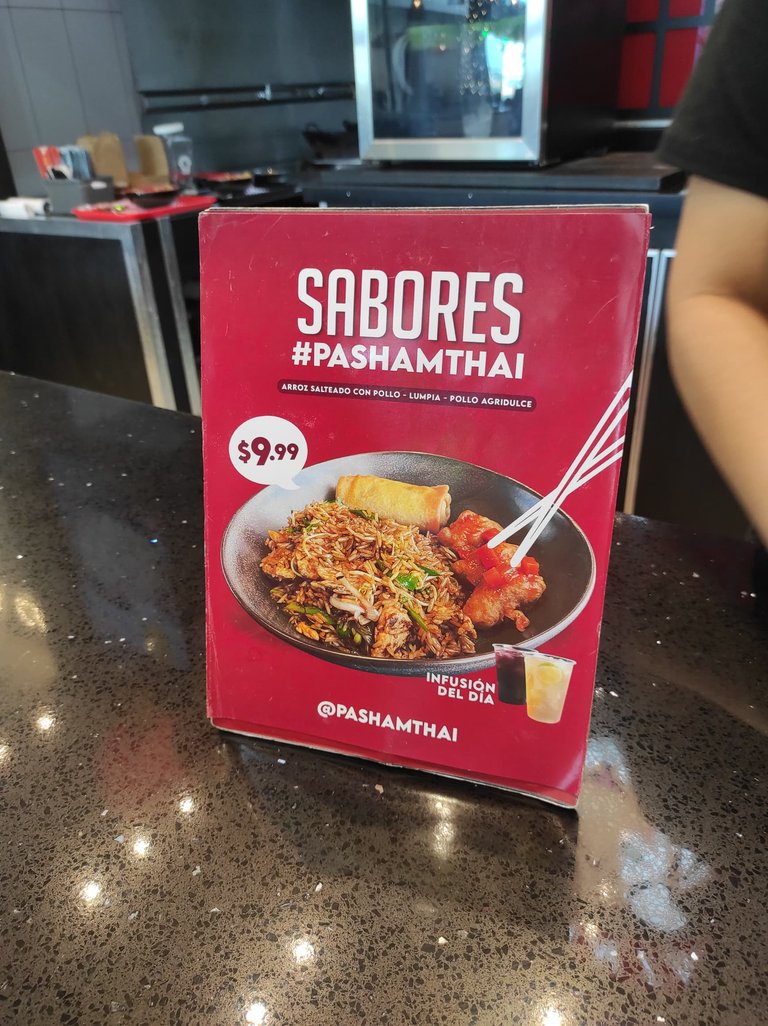 SABORES
#PASHAMTHAI
ARROZ SALTEADO CON POLLO - LUMPIA - POLLO AGRIDULCE
$9.99
INFUSIÓN
DEL DÍA
@PASHAMTHAI